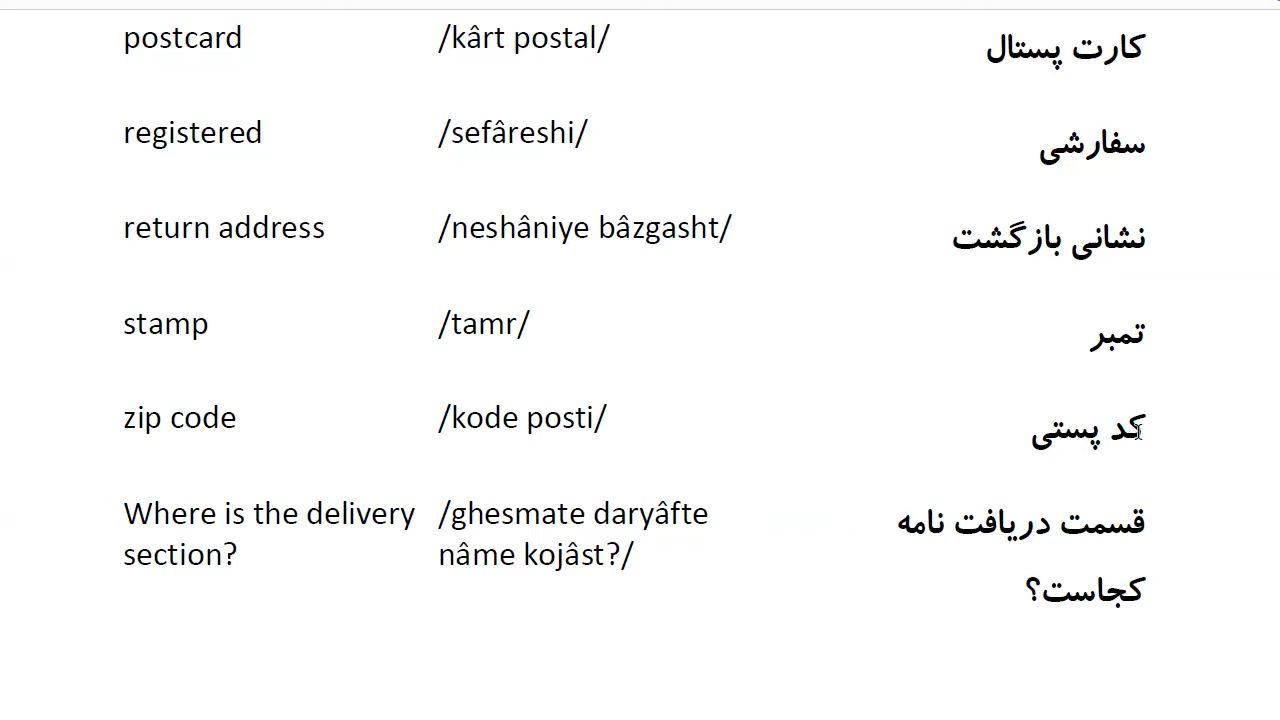 postcard /kârt postal/ کارت پستال
registered /sefâreshi/ سفارشی
return address /neshâniye bâzgasht/ نشانی بازگشت
stamp /tamr/ تمبر
zip code /kode posti/ کد پستی
Where is the delivery /ghesmate daryâfte قسمت دریافت نامه
section? nâme kojâst?/ کجاست؟